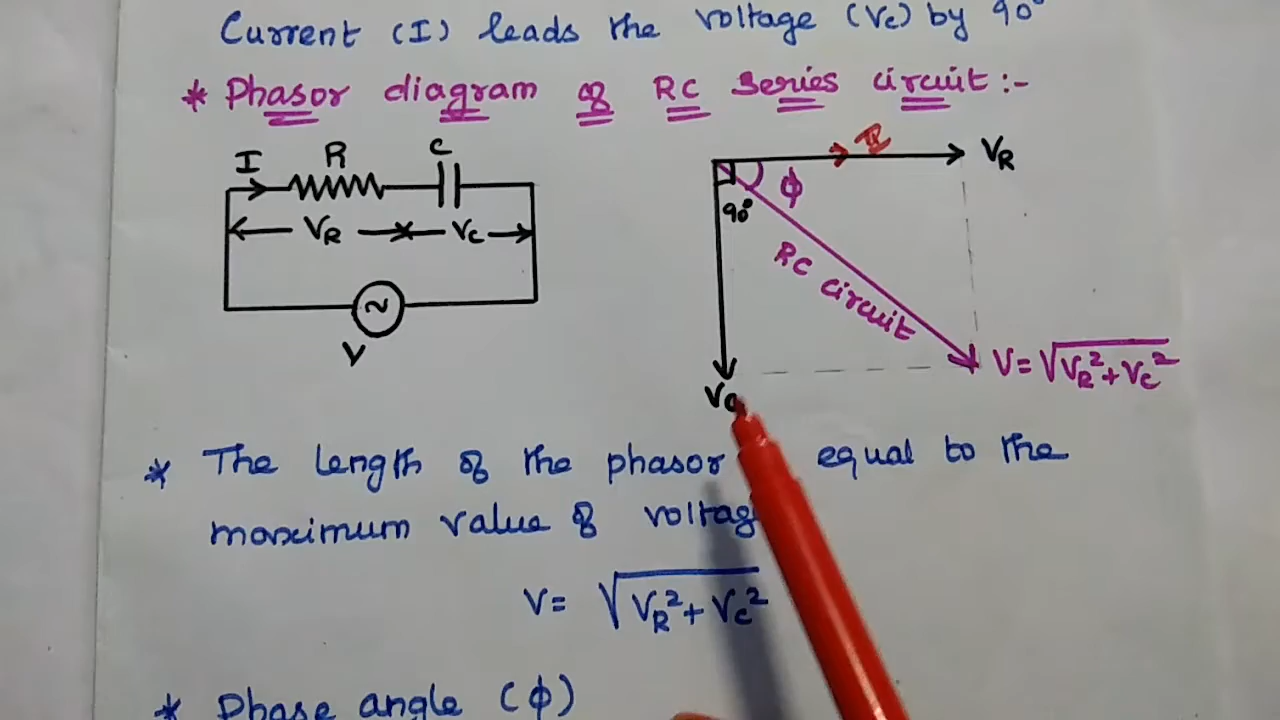 Current (I) leads the voltage (Vc) by 90°
* Phasor diagram of RC Series circuit :-
I R C
VR Vc
V
I VR
φ
90°
RC circuit
V=√VR²+Vc²
Vc
* The length of the phasor equal to the
maximum value of voltage
V= √VR²+Vc²
* Phase angle (φ)